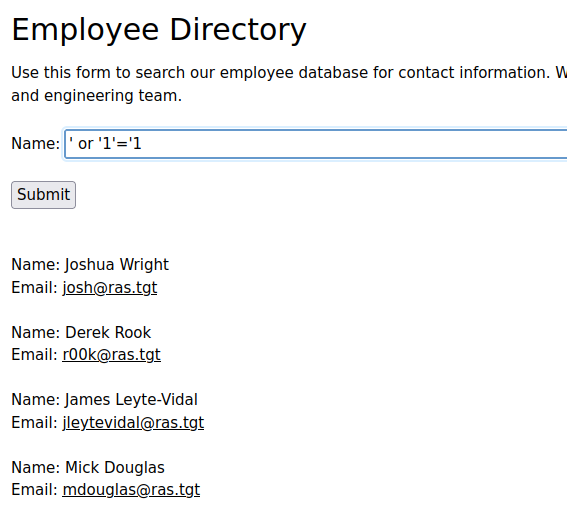 Employee Directory
Use this form to search our employee database for contact information. W
and engineering team.
Name: ' or '1'='1
Submit
Name: Joshua Wright
Email: josh@ras.tgt
Name: Derek Rook
Email: r00k@ras.tgt
Name: James Leyte-Vidal
Email: jleytevidal@ras.tgt
Name: Mick Douglas
Email: mdouglas@ras.tgt